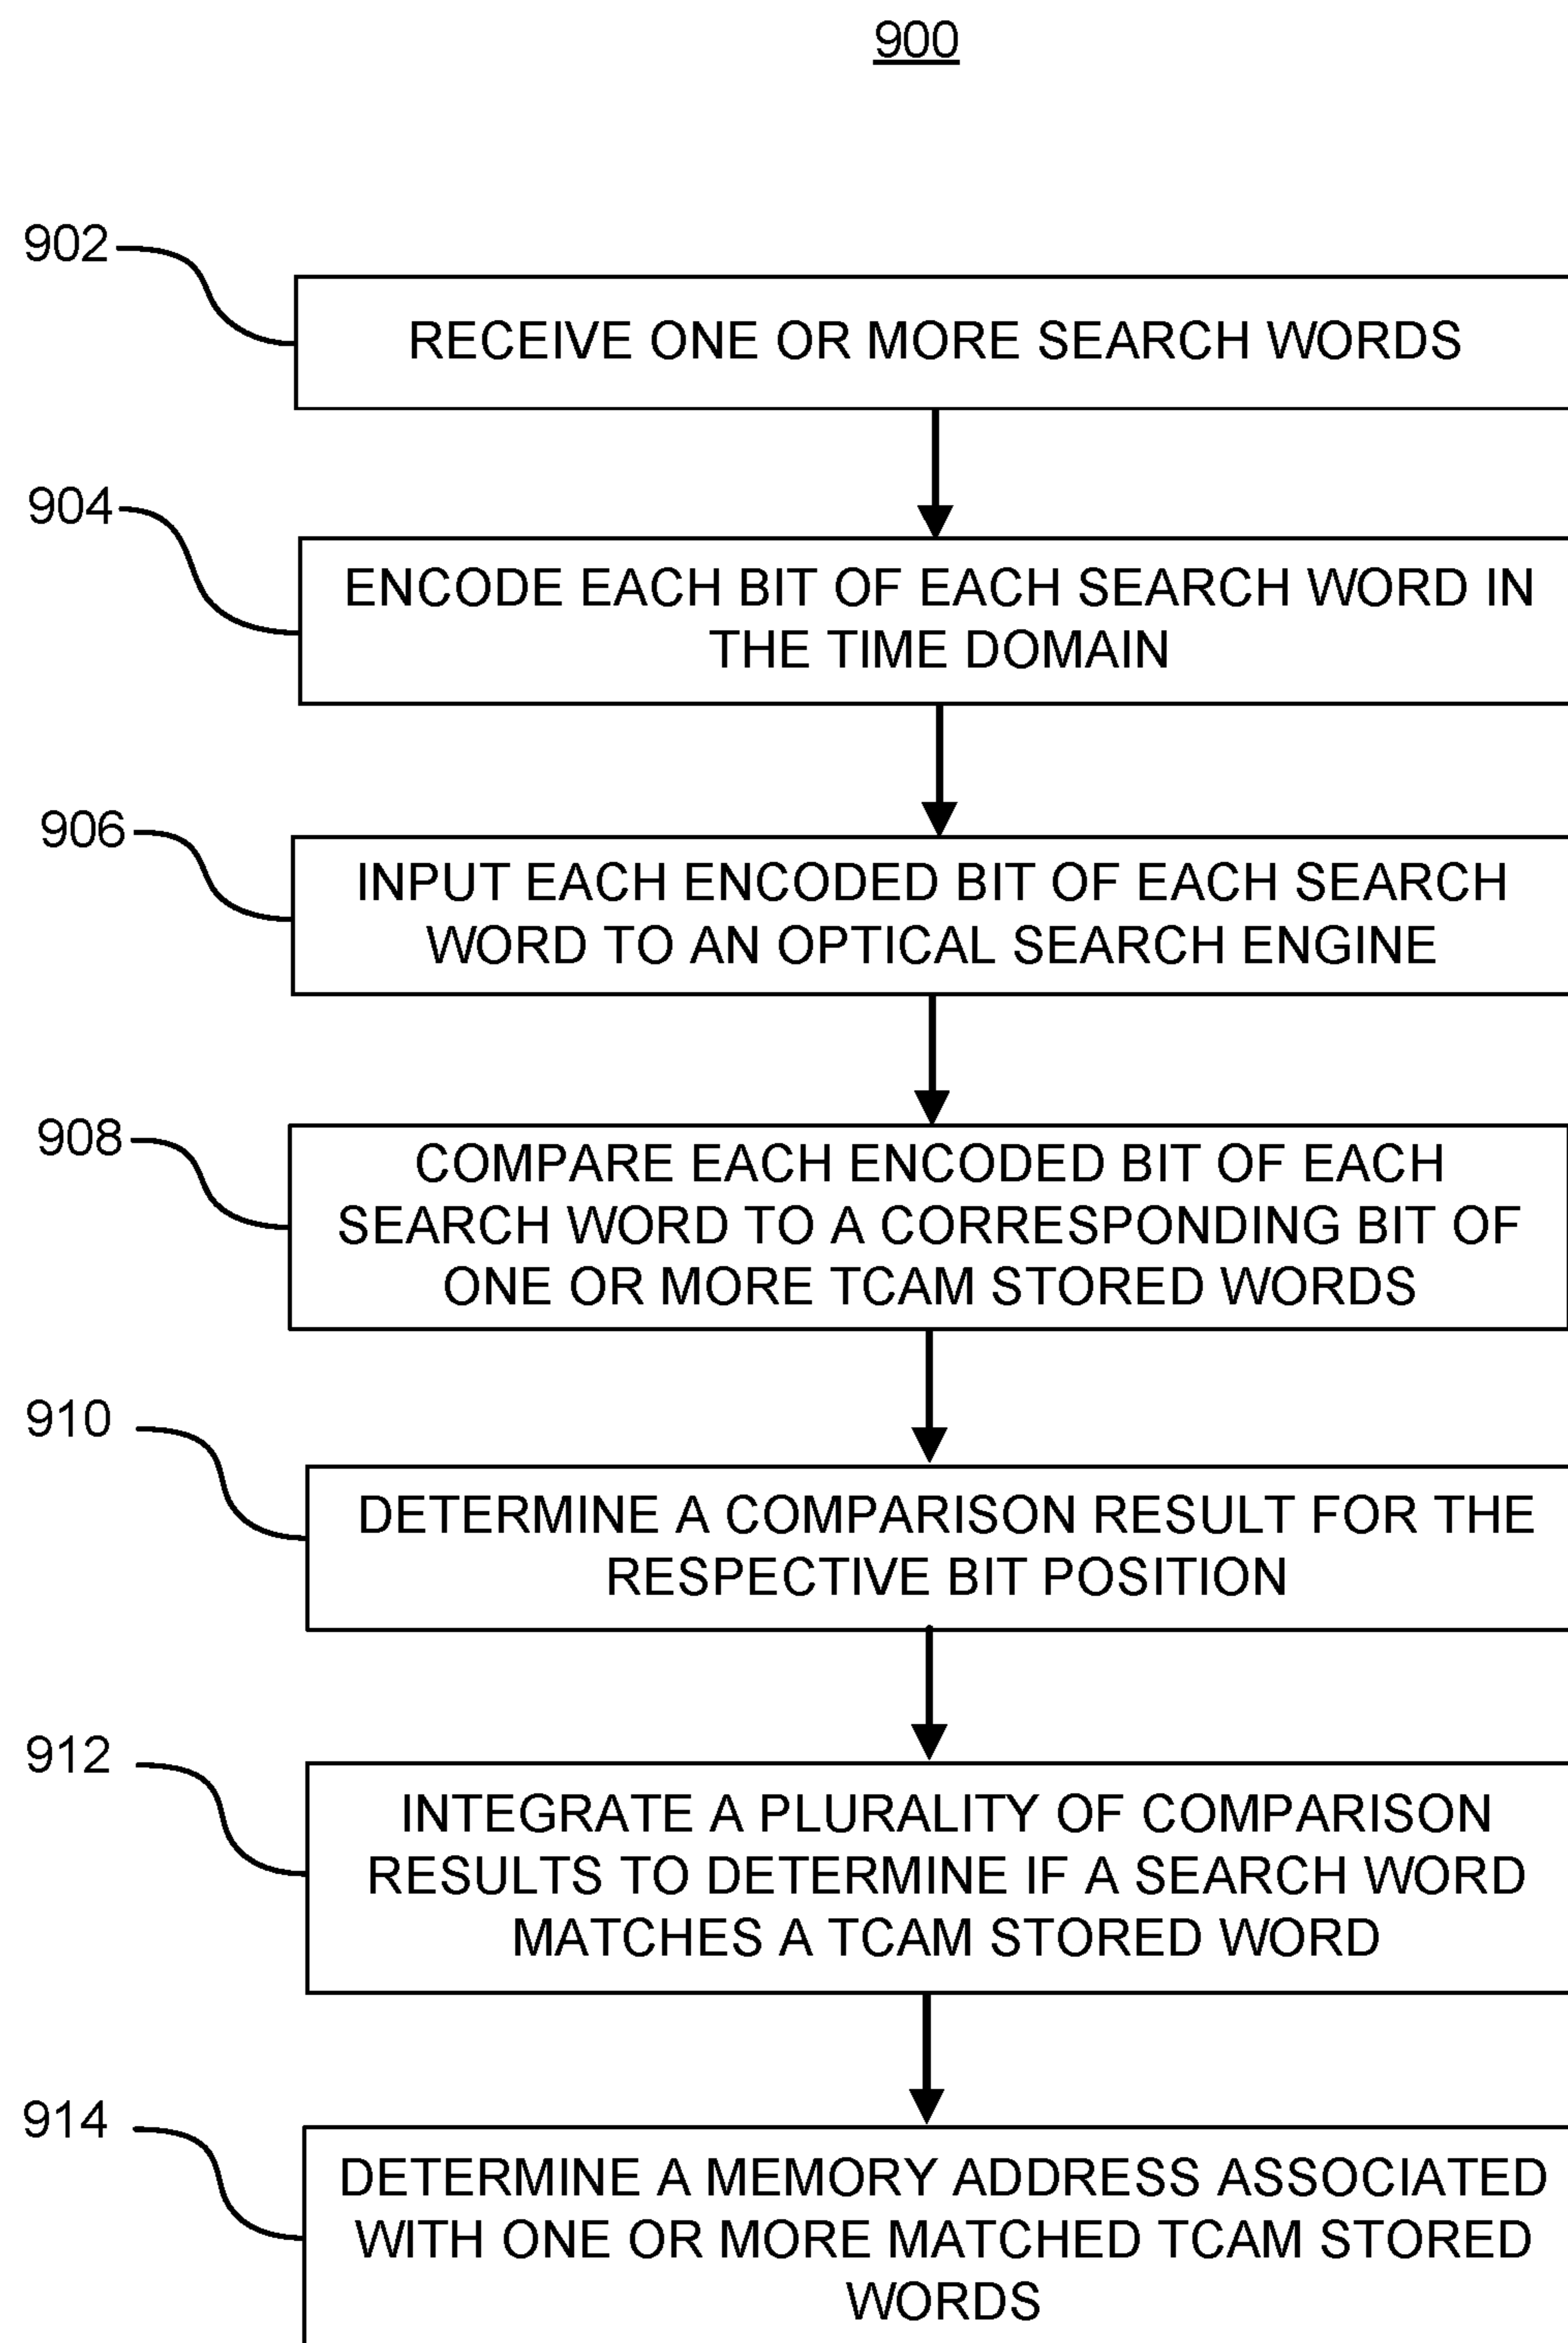 900
902
RECEIVE ONE OR MORE SEARCH WORDS
904
ENCODE EACH BIT OF EACH SEARCH WORD IN
THE TIME DOMAIN
906
INPUT EACH ENCODED BIT OF EACH SEARCH
WORD TO AN OPTICAL SEARCH ENGINE
908
COMPARE EACH ENCODED BIT OF EACH
SEARCH WORD TO A CORRESPONDING BIT OF
ONE OR MORE TCAM STORED WORDS
910
DETERMINE A COMPARISON RESULT FOR THE
RESPECTIVE BIT POSITION
912
INTEGRATE A PLURALITY OF COMPARISON
RESULTS TO DETERMINE IF A SEARCH WORD
MATCHES A TCAM STORED WORD
914
DETERMINE A MEMORY ADDRESS ASSOCIATED
WITH ONE OR MORE MATCHED TCAM STORED
WORDS